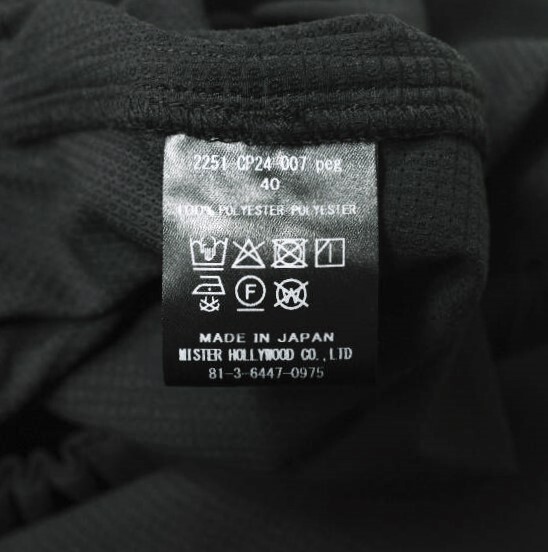 2251-CP24-007 peg
40
100% POLYESTER POLYESTER
F
W
MADE IN JAPAN
MISTER HOLLYWOOD CO.,LTD
81-3-6447-0975